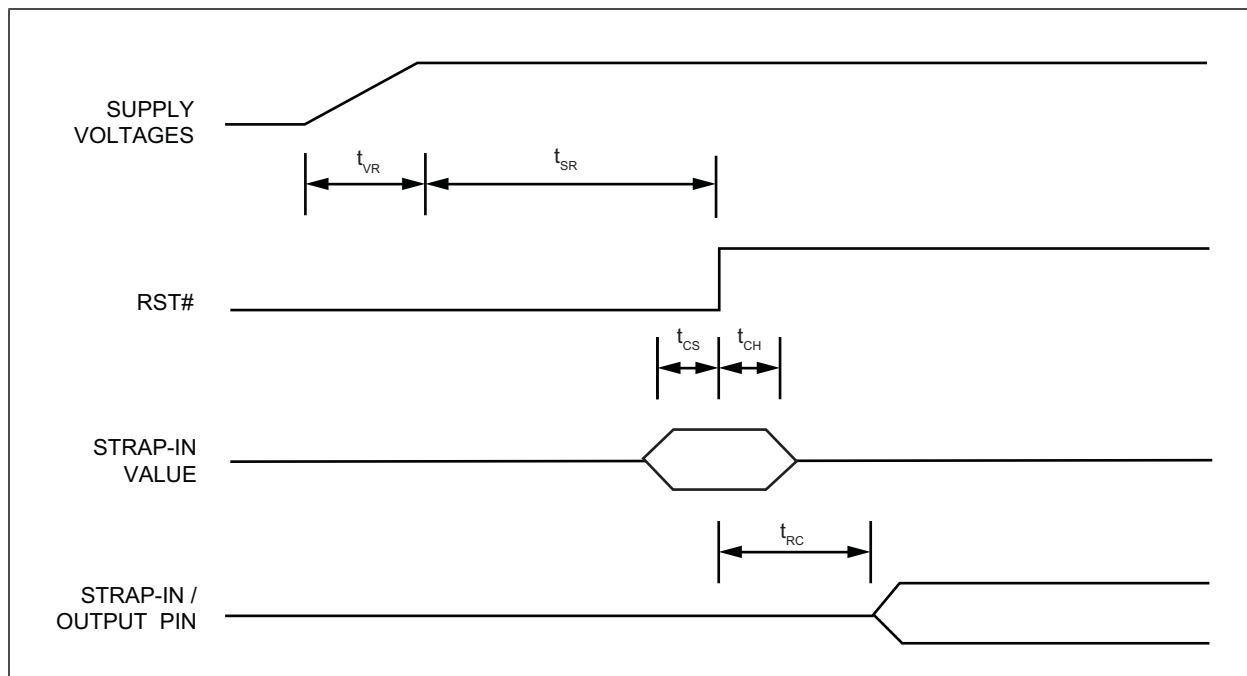 SUPPLY
VOLTAGES
tVR
tSR
RST#
tCS
tCH
STRAP-IN
VALUE
tRC
STRAP-IN /
OUTPUT PIN